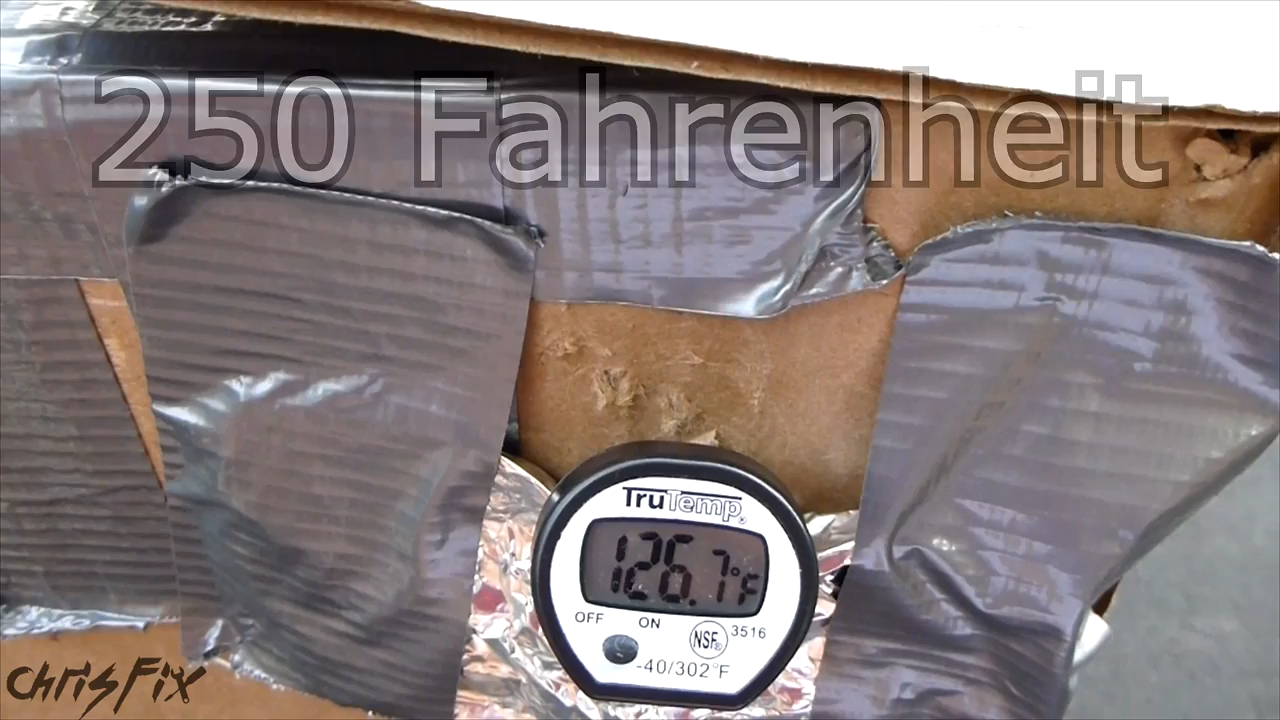 250 Fahrenheit
TruTemp®
126.7°F
OFF ON
NSF® 3516
-40/302°F
chrisFix